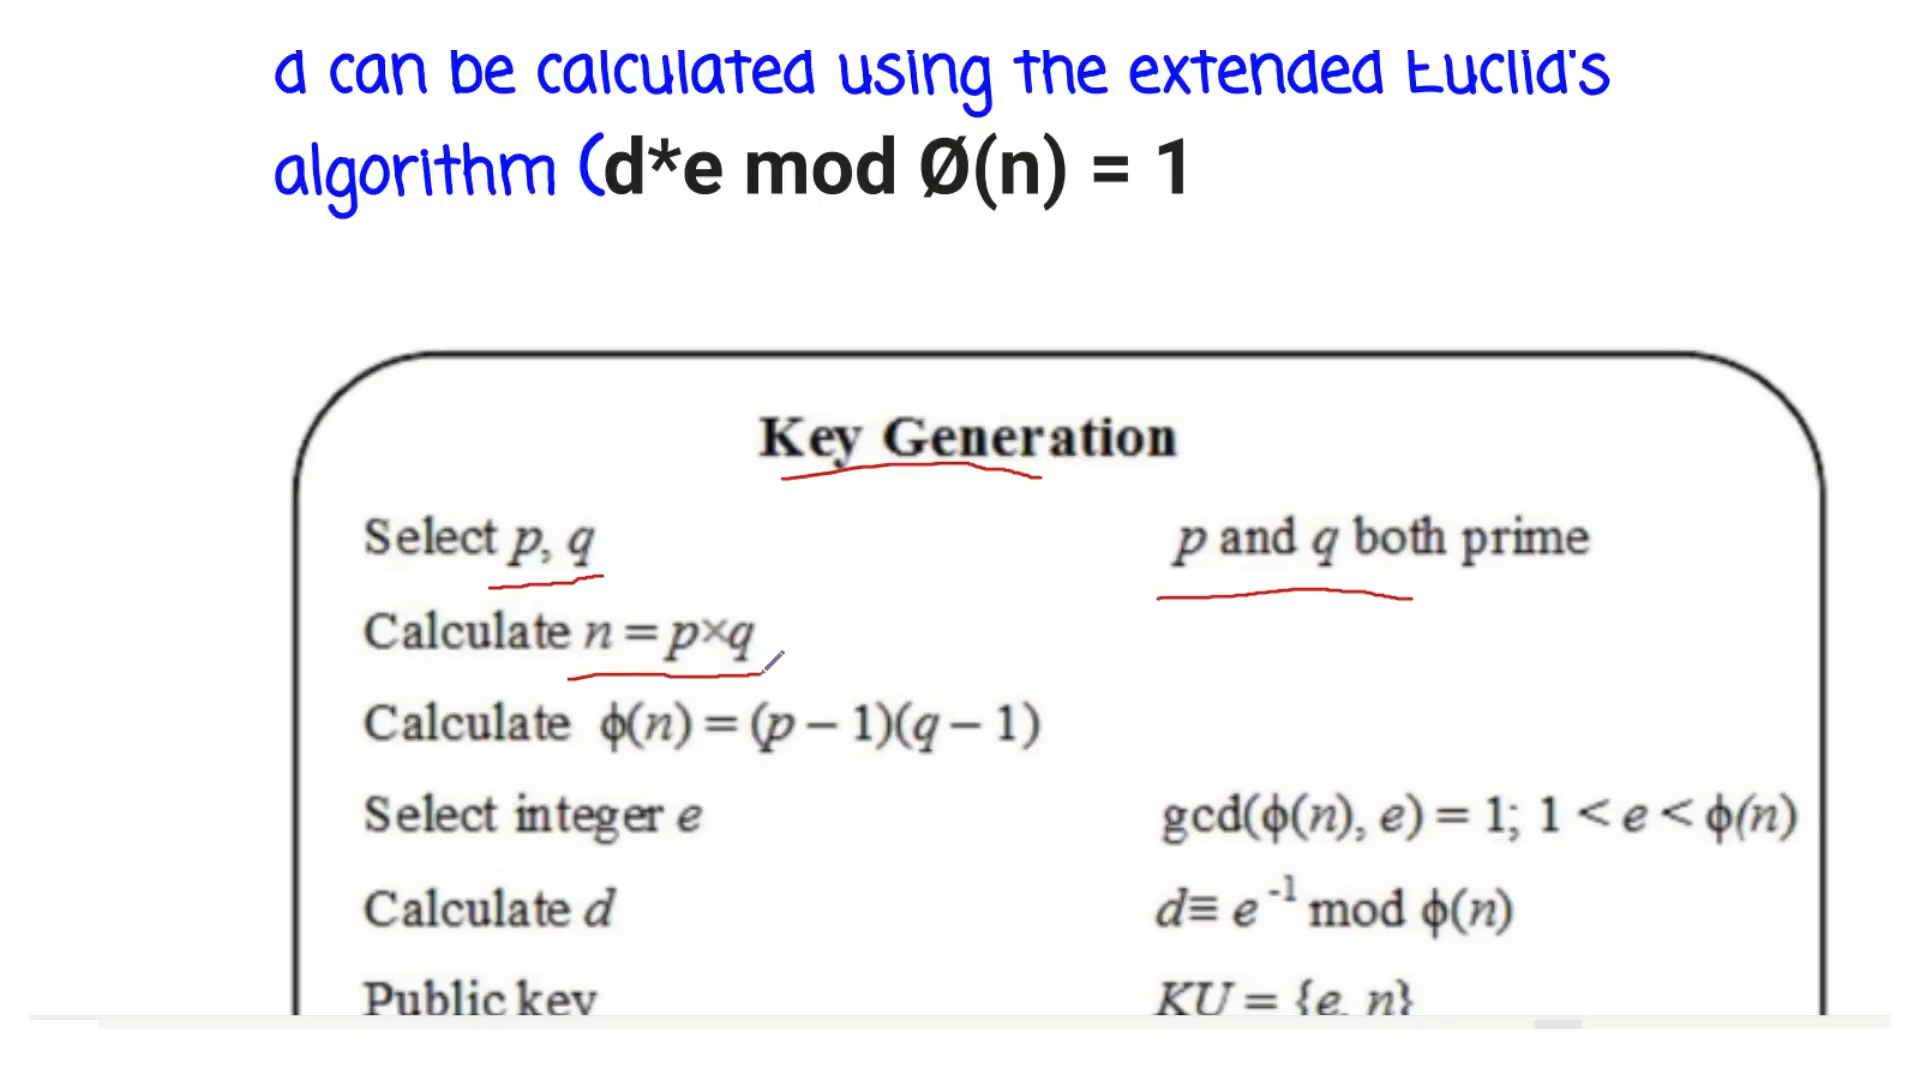 d can be calculated using the extended Euclid's
algorithm (d*e mod Ø(n) = 1
Key Generation
Select p, q p and q both prime
Calculate n = p×q
Calculate ϕ(n) = (p – 1)(q – 1)
Select integer e gcd(ϕ(n), e) = 1; 1 < e < ϕ(n)
Calculate d d≡ e⁻¹ mod ϕ(n)
Public key KU = {e, n}